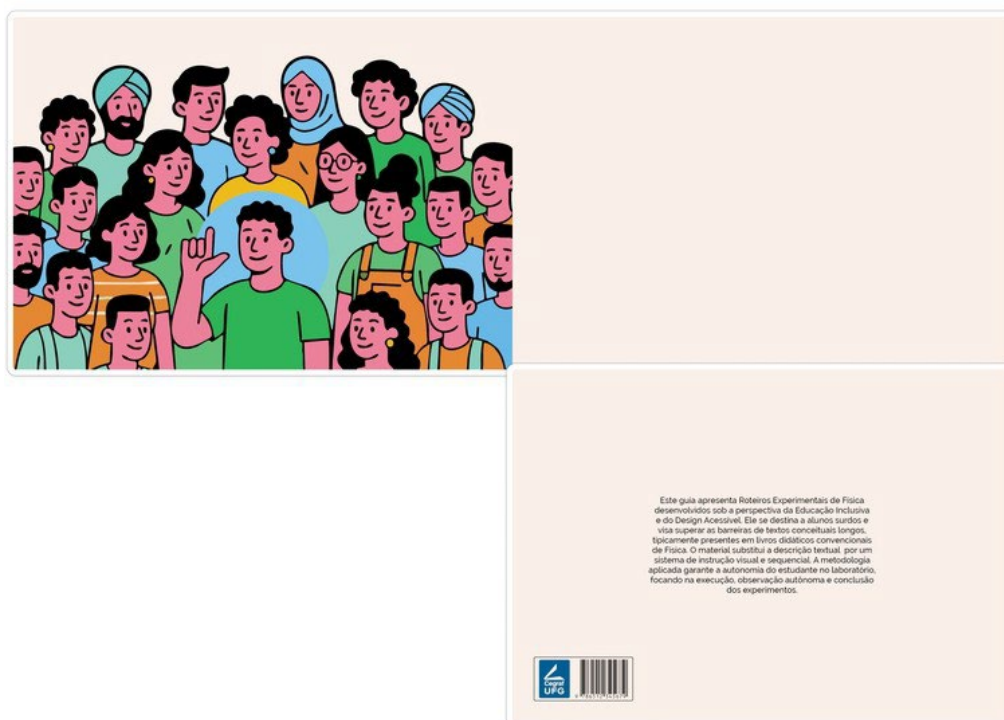 Este guia apresenta Roteiros Experimentais de Física
desenvolvidos sob a perspectiva da Educação Inclusiva
e do Design Acessível. Ele se destina a alunos surdos e
visa superar as barreiras de textos conceituais longos,
tipicamente presentes em livros didáticos convencionais
de Física. O material substitui a descrição textual por um
sistema de instrução visual e sequencial. A metodologia
aplicada garante a autonomia do estudante no laboratório,
focando na execução, observação autônoma e conclusão
dos experimentos.
Cegraf
UFG